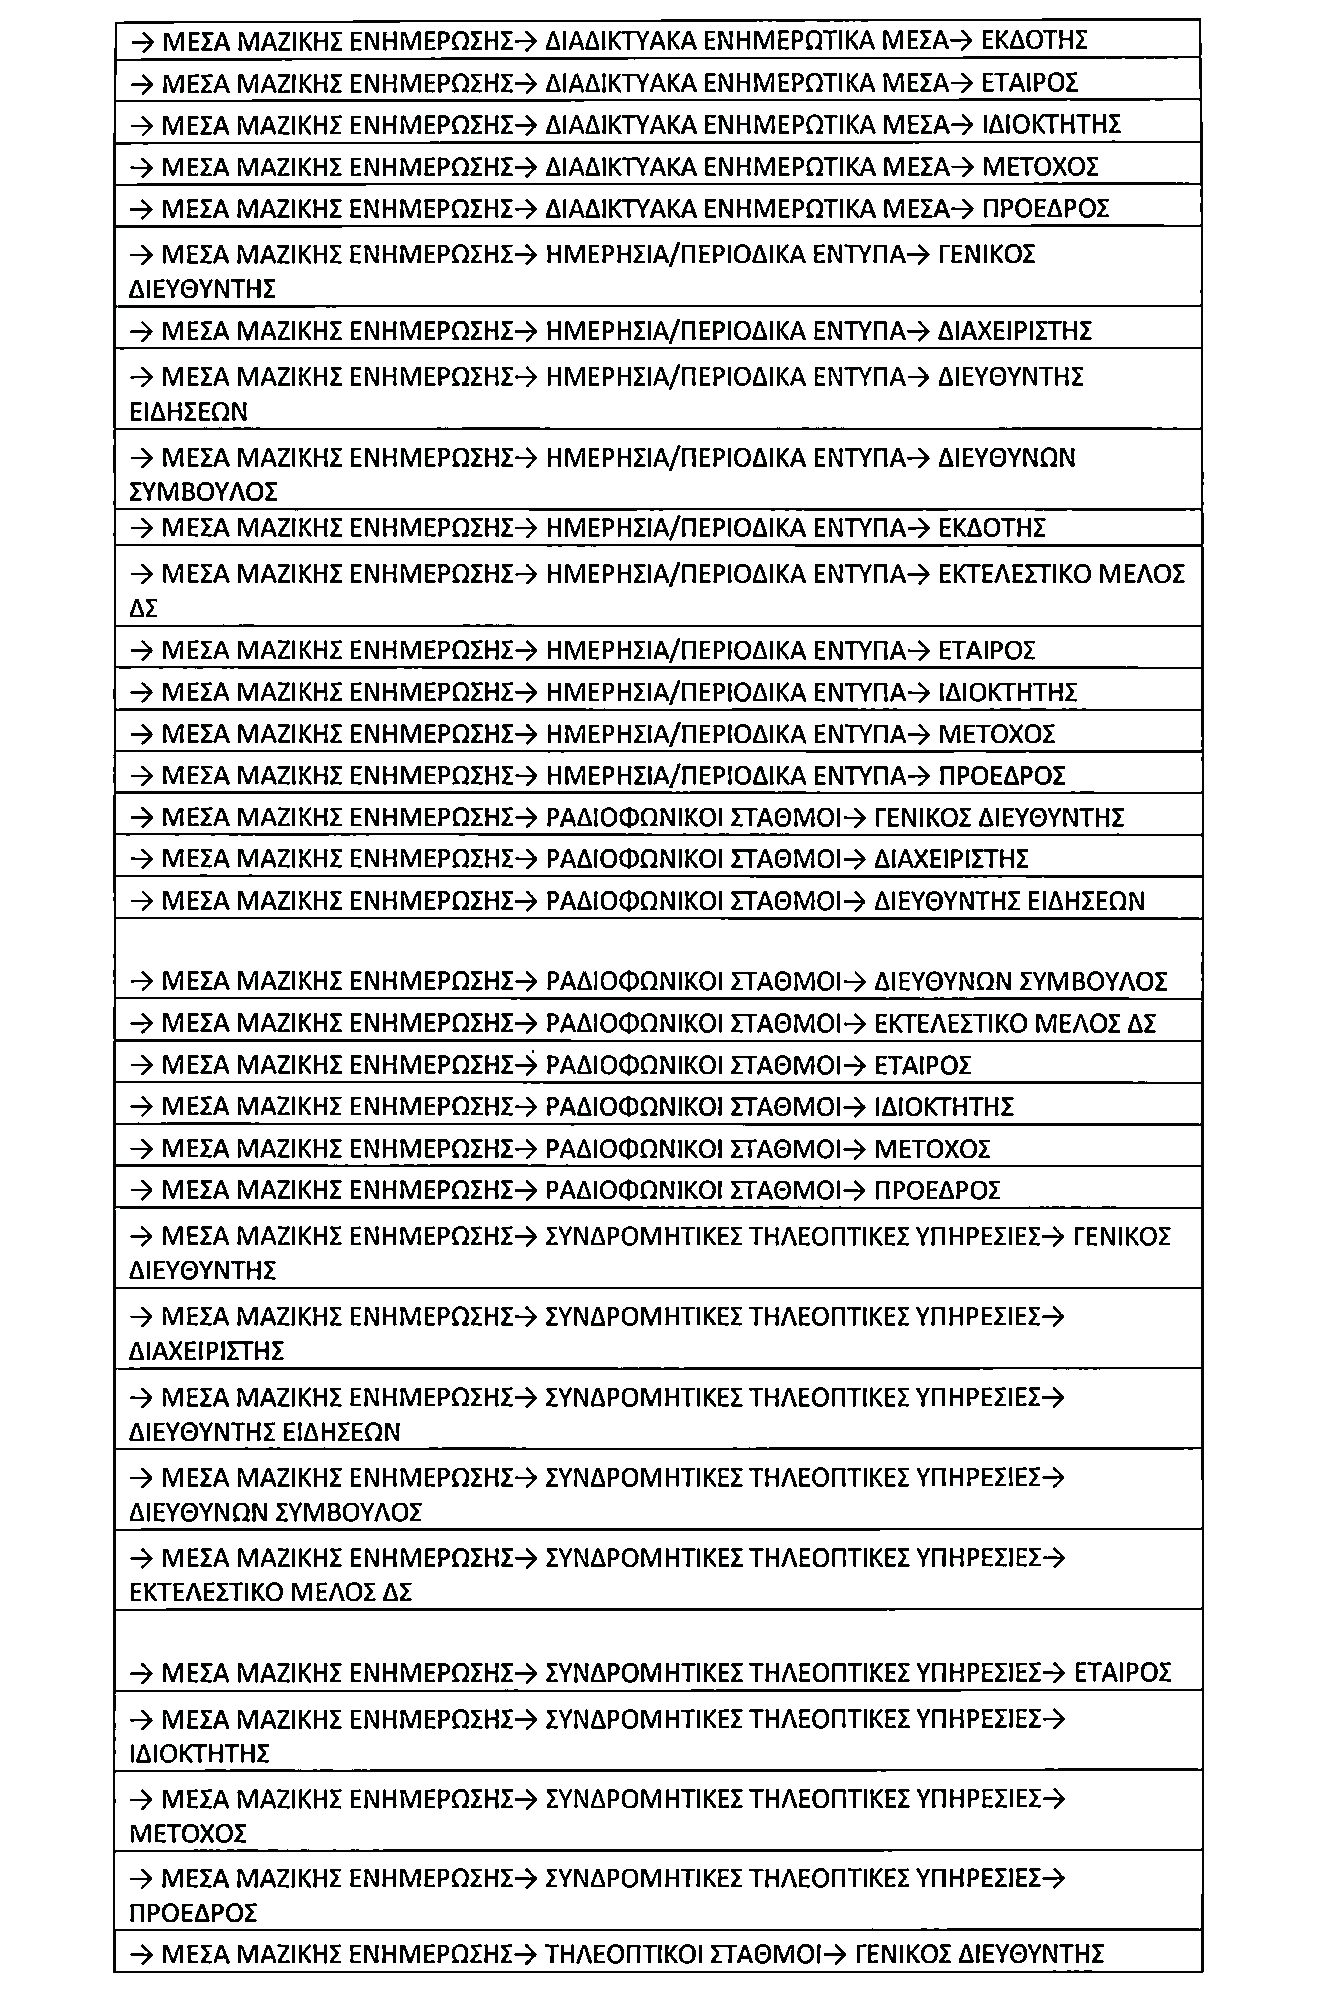 → ΜΕΣΑ ΜΑΖΙΚΗΣ ΕΝΗΜΕΡΩΣΗΣ→ ΔΙΑΔΙΚΤΥΑΚΑ ΕΝΗΜΕΡΩΤΙΚΑ ΜΕΣΑ→ ΕΚΔΟΤΗΣ
→ ΜΕΣΑ ΜΑΖΙΚΗΣ ΕΝΗΜΕΡΩΣΗΣ→ ΔΙΑΔΙΚΤΥΑΚΑ ΕΝΗΜΕΡΩΤΙΚΑ ΜΕΣΑ→ ΕΤΑΙΡΟΣ
→ ΜΕΣΑ ΜΑΖΙΚΗΣ ΕΝΗΜΕΡΩΣΗΣ→ ΔΙΑΔΙΚΤΥΑΚΑ ΕΝΗΜΕΡΩΤΙΚΑ ΜΕΣΑ→ ΙΔΙΟΚΤΗΤΗΣ
→ ΜΕΣΑ ΜΑΖΙΚΗΣ ΕΝΗΜΕΡΩΣΗΣ→ ΔΙΑΔΙΚΤΥΑΚΑ ΕΝΗΜΕΡΩΤΙΚΑ ΜΕΣΑ→ ΜΕΤΟΧΟΣ
→ ΜΕΣΑ ΜΑΖΙΚΗΣ ΕΝΗΜΕΡΩΣΗΣ→ ΔΙΑΔΙΚΤΥΑΚΑ ΕΝΗΜΕΡΩΤΙΚΑ ΜΕΣΑ→ ΠΡΟΕΔΡΟΣ
→ ΜΕΣΑ ΜΑΖΙΚΗΣ ΕΝΗΜΕΡΩΣΗΣ→ ΗΜΕΡΗΣΙΑ/ΠΕΡΙΟΔΙΚΑ ΕΝΤΥΠΑ→ ΓΕΝΙΚΟΣ
ΔΙΕΥΘΥΝΤΗΣ
→ ΜΕΣΑ ΜΑΖΙΚΗΣ ΕΝΗΜΕΡΩΣΗΣ→ ΗΜΕΡΗΣΙΑ/ΠΕΡΙΟΔΙΚΑ ΕΝΤΥΠΑ→ ΔΙΑΧΕΙΡΙΣΤΗΣ
→ ΜΕΣΑ ΜΑΖΙΚΗΣ ΕΝΗΜΕΡΩΣΗΣ→ ΗΜΕΡΗΣΙΑ/ΠΕΡΙΟΔΙΚΑ ΕΝΤΥΠΑ→ ΔΙΕΥΘΥΝΤΗΣ
ΕΙΔΗΣΕΩΝ
→ ΜΕΣΑ ΜΑΖΙΚΗΣ ΕΝΗΜΕΡΩΣΗΣ→ ΗΜΕΡΗΣΙΑ/ΠΕΡΙΟΔΙΚΑ ΕΝΤΥΠΑ→ ΔΙΕΥΘΥΝΩΝ
ΣΥΜΒΟΥΛΟΣ
→ ΜΕΣΑ ΜΑΖΙΚΗΣ ΕΝΗΜΕΡΩΣΗΣ→ ΗΜΕΡΗΣΙΑ/ΠΕΡΙΟΔΙΚΑ ΕΝΤΥΠΑ→ ΕΚΔΟΤΗΣ
→ ΜΕΣΑ ΜΑΖΙΚΗΣ ΕΝΗΜΕΡΩΣΗΣ→ ΗΜΕΡΗΣΙΑ/ΠΕΡΙΟΔΙΚΑ ΕΝΤΥΠΑ→ ΕΚΤΕΛΕΣΤΙΚΟ ΜΕΛΟΣ
ΔΣ
→ ΜΕΣΑ ΜΑΖΙΚΗΣ ΕΝΗΜΕΡΩΣΗΣ→ ΗΜΕΡΗΣΙΑ/ΠΕΡΙΟΔΙΚΑ ΕΝΤΥΠΑ→ ΕΤΑΙΡΟΣ
→ ΜΕΣΑ ΜΑΖΙΚΗΣ ΕΝΗΜΕΡΩΣΗΣ→ ΗΜΕΡΗΣΙΑ/ΠΕΡΙΟΔΙΚΑ ΕΝΤΥΠΑ→ ΙΔΙΟΚΤΗΤΗΣ
→ ΜΕΣΑ ΜΑΖΙΚΗΣ ΕΝΗΜΕΡΩΣΗΣ→ ΗΜΕΡΗΣΙΑ/ΠΕΡΙΟΔΙΚΑ ΕΝΤΥΠΑ→ ΜΕΤΟΧΟΣ
→ ΜΕΣΑ ΜΑΖΙΚΗΣ ΕΝΗΜΕΡΩΣΗΣ→ ΗΜΕΡΗΣΙΑ/ΠΕΡΙΟΔΙΚΑ ΕΝΤΥΠΑ→ ΠΡΟΕΔΡΟΣ
→ ΜΕΣΑ ΜΑΖΙΚΗΣ ΕΝΗΜΕΡΩΣΗΣ→ ΡΑΔΙΟΦΩΝΙΚΟΙ ΣΤΑΘΜΟΙ→ ΓΕΝΙΚΟΣ ΔΙΕΥΘΥΝΤΗΣ
→ ΜΕΣΑ ΜΑΖΙΚΗΣ ΕΝΗΜΕΡΩΣΗΣ→ ΡΑΔΙΟΦΩΝΙΚΟΙ ΣΤΑΘΜΟΙ→ ΔΙΑΧΕΙΡΙΣΤΗΣ
→ ΜΕΣΑ ΜΑΖΙΚΗΣ ΕΝΗΜΕΡΩΣΗΣ→ ΡΑΔΙΟΦΩΝΙΚΟΙ ΣΤΑΘΜΟΙ→ ΔΙΕΥΘΥΝΤΗΣ ΕΙΔΗΣΕΩΝ
→ ΜΕΣΑ ΜΑΖΙΚΗΣ ΕΝΗΜΕΡΩΣΗΣ→ ΡΑΔΙΟΦΩΝΙΚΟΙ ΣΤΑΘΜΟΙ→ ΔΙΕΥΘΥΝΩΝ ΣΥΜΒΟΥΛΟΣ
→ ΜΕΣΑ ΜΑΖΙΚΗΣ ΕΝΗΜΕΡΩΣΗΣ→ ΡΑΔΙΟΦΩΝΙΚΟΙ ΣΤΑΘΜΟΙ→ ΕΚΤΕΛΕΣΤΙΚΟ ΜΕΛΟΣ ΔΣ
→ ΜΕΣΑ ΜΑΖΙΚΗΣ ΕΝΗΜΕΡΩΣΗΣ→ ΡΑΔΙΟΦΩΝΙΚΟΙ ΣΤΑΘΜΟΙ→ ΕΤΑΙΡΟΣ
→ ΜΕΣΑ ΜΑΖΙΚΗΣ ΕΝΗΜΕΡΩΣΗΣ→ ΡΑΔΙΟΦΩΝΙΚΟΙ ΣΤΑΘΜΟΙ→ ΙΔΙΟΚΤΗΤΗΣ
→ ΜΕΣΑ ΜΑΖΙΚΗΣ ΕΝΗΜΕΡΩΣΗΣ→ ΡΑΔΙΟΦΩΝΙΚΟΙ ΣΤΑΘΜΟΙ→ ΜΕΤΟΧΟΣ
→ ΜΕΣΑ ΜΑΖΙΚΗΣ ΕΝΗΜΕΡΩΣΗΣ→ ΡΑΔΙΟΦΩΝΙΚΟΙ ΣΤΑΘΜΟΙ→ ΠΡΟΕΔΡΟΣ
→ ΜΕΣΑ ΜΑΖΙΚΗΣ ΕΝΗΜΕΡΩΣΗΣ→ ΣΥΝΔΡΟΜΗΤΙΚΕΣ ΤΗΛΕΟΠΤΙΚΕΣ ΥΠΗΡΕΣΙΕΣ→ ΓΕΝΙΚΟΣ
ΔΙΕΥΘΥΝΤΗΣ
→ ΜΕΣΑ ΜΑΖΙΚΗΣ ΕΝΗΜΕΡΩΣΗΣ→ ΣΥΝΔΡΟΜΗΤΙΚΕΣ ΤΗΛΕΟΠΤΙΚΕΣ ΥΠΗΡΕΣΙΕΣ→
ΔΙΑΧΕΙΡΙΣΤΗΣ
→ ΜΕΣΑ ΜΑΖΙΚΗΣ ΕΝΗΜΕΡΩΣΗΣ→ ΣΥΝΔΡΟΜΗΤΙΚΕΣ ΤΗΛΕΟΠΤΙΚΕΣ ΥΠΗΡΕΣΙΕΣ→
ΔΙΕΥΘΥΝΤΗΣ ΕΙΔΗΣΕΩΝ
→ ΜΕΣΑ ΜΑΖΙΚΗΣ ΕΝΗΜΕΡΩΣΗΣ→ ΣΥΝΔΡΟΜΗΤΙΚΕΣ ΤΗΛΕΟΠΤΙΚΕΣ ΥΠΗΡΕΣΙΕΣ→
ΔΙΕΥΘΥΝΩΝ ΣΥΜΒΟΥΛΟΣ
→ ΜΕΣΑ ΜΑΖΙΚΗΣ ΕΝΗΜΕΡΩΣΗΣ→ ΣΥΝΔΡΟΜΗΤΙΚΕΣ ΤΗΛΕΟΠΤΙΚΕΣ ΥΠΗΡΕΣΙΕΣ→
ΕΚΤΕΛΕΣΤΙΚΟ ΜΕΛΟΣ ΔΣ
→ ΜΕΣΑ ΜΑΖΙΚΗΣ ΕΝΗΜΕΡΩΣΗΣ→ ΣΥΝΔΡΟΜΗΤΙΚΕΣ ΤΗΛΕΟΠΤΙΚΕΣ ΥΠΗΡΕΣΙΕΣ→ ΕΤΑΙΡΟΣ
→ ΜΕΣΑ ΜΑΖΙΚΗΣ ΕΝΗΜΕΡΩΣΗΣ→ ΣΥΝΔΡΟΜΗΤΙΚΕΣ ΤΗΛΕΟΠΤΙΚΕΣ ΥΠΗΡΕΣΙΕΣ→
ΙΔΙΟΚΤΗΤΗΣ
→ ΜΕΣΑ ΜΑΖΙΚΗΣ ΕΝΗΜΕΡΩΣΗΣ→ ΣΥΝΔΡΟΜΗΤΙΚΕΣ ΤΗΛΕΟΠΤΙΚΕΣ ΥΠΗΡΕΣΙΕΣ→
ΜΕΤΟΧΟΣ
→ ΜΕΣΑ ΜΑΖΙΚΗΣ ΕΝΗΜΕΡΩΣΗΣ→ ΣΥΝΔΡΟΜΗΤΙΚΕΣ ΤΗΛΕΟΠΤΙΚΕΣ ΥΠΗΡΕΣΙΕΣ→
ΠΡΟΕΔΡΟΣ
→ ΜΕΣΑ ΜΑΖΙΚΗΣ ΕΝΗΜΕΡΩΣΗΣ→ ΤΗΛΕΟΠΤΙΚΟΙ ΣΤΑΘΜΟΙ→ ΓΕΝΙΚΟΣ ΔΙΕΥΘΥΝΤΗΣ